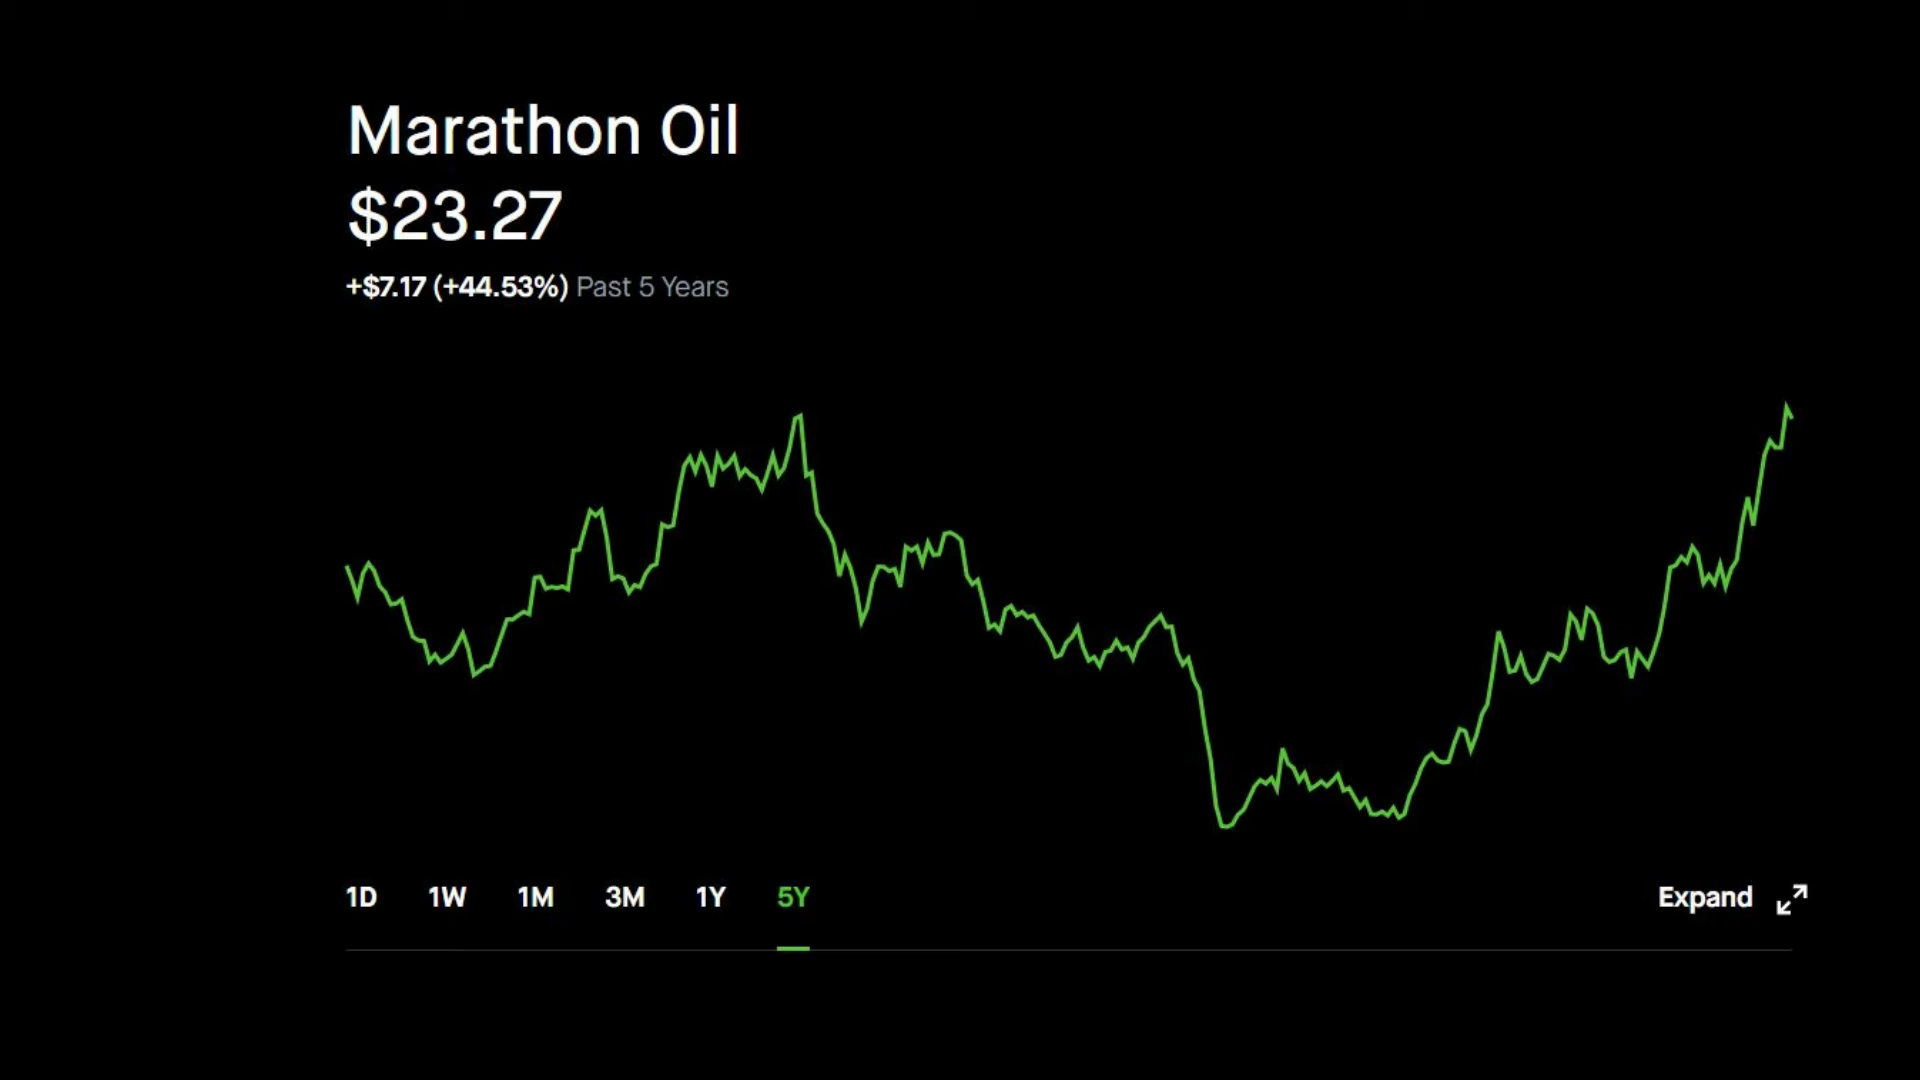 Marathon Oil
$23.27
+$7.17 (+44.53%) Past 5 Years
1D 1W 1M 3M 1Y 5Y Expand